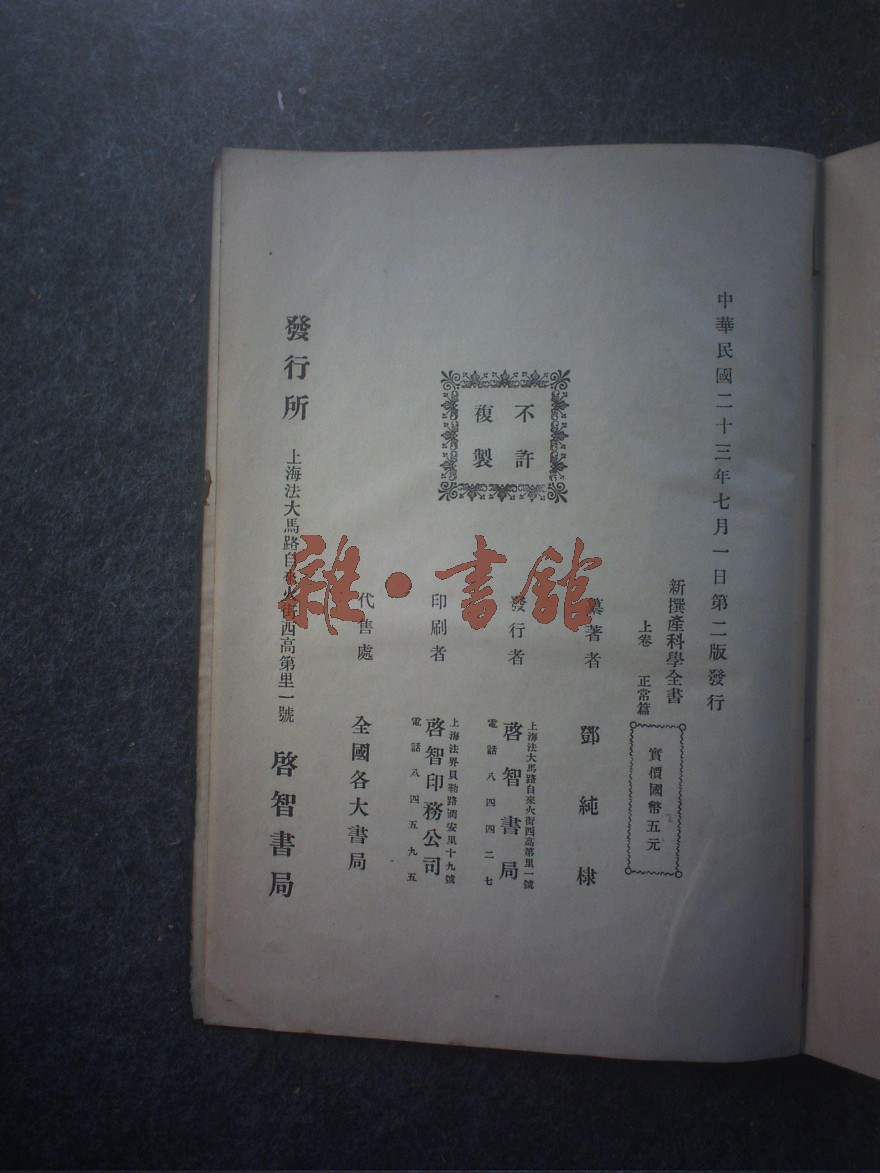 中華民國二十三年七月一日第二版發行
新撰產科學全書
上卷 正常篇
實價國幣五元
不許
複製
纂著者 鄧純棣
發行者
上海法大馬路自來火街西高第里一號
啓智書局
電話八四四二七
印刷者
上海法界貝勒路潤安里十九號
啓智印務公司
電話八四五九五
代售處 全國各大書局
發行所 上海法大馬路自來火街西高第里一號 啓智書局
雜·書館